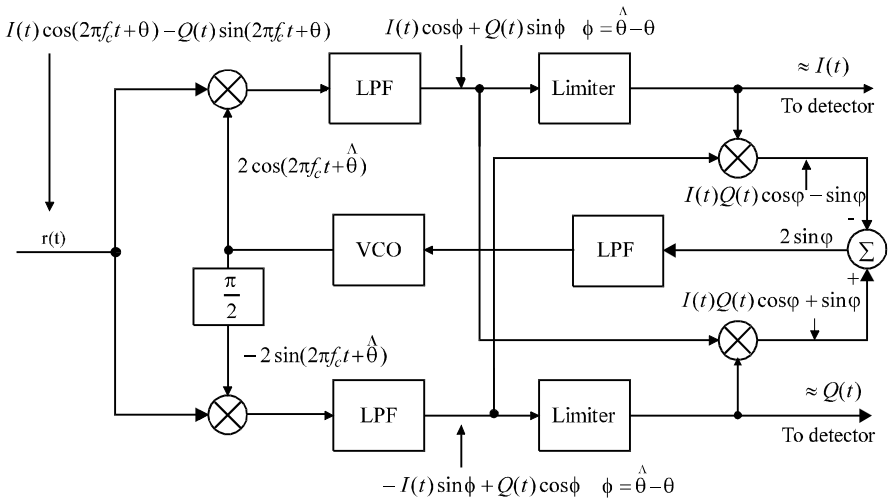 I(t)cos(2πf_ct+θ)−Q(t)sin(2πf_ct+θ)
I(t)cosϕ+Q(t)sinϕ ϕ=θ̂−θ
LPF
Limiter
≈I(t)
To detector
2cos(2πf_ct+θ̂)
I(t)Q(t)cosφ−sinφ
-
r(t)
VCO
LPF
2sinφ
Σ
+
π/2
I(t)Q(t)cosφ+sinφ
−2sin(2πf_ct+θ̂)
LPF
Limiter
≈Q(t)
To detector
−I(t)sinϕ+Q(t)cosϕ ϕ=θ̂−θ